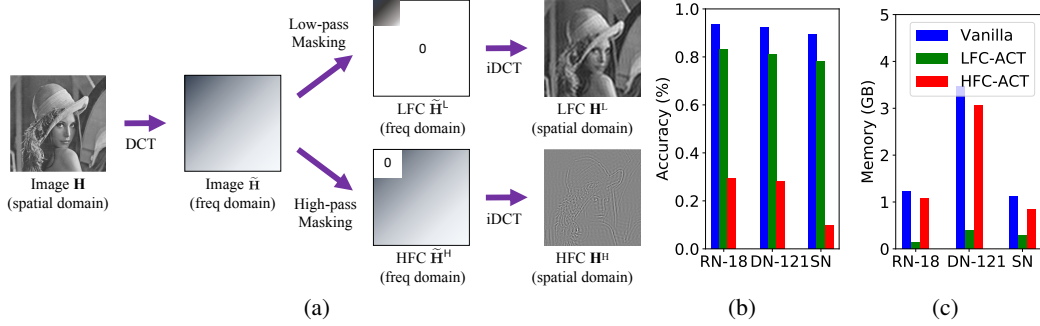 Image H
(spatial domain)
DCT
Image H̃
(freq domain)
Low-pass
Masking
0
LFC H̃ᴸ
(freq domain)
iDCT
LFC Hᴸ
(spatial domain)
High-pass
Masking
0
HFC H̃ᴴ
(freq domain)
iDCT
HFC Hᴴ
(spatial domain)
(a)
Accuracy (%)
1.0
0.8
0.6
0.4
0.2
0.0
RN-18 DN-121 SN
(b)
Memory (GB)
6
5
4
3
2
1
0
Vanilla
LFC-ACT
HFC-ACT
RN-18 DN-121 SN
(c)